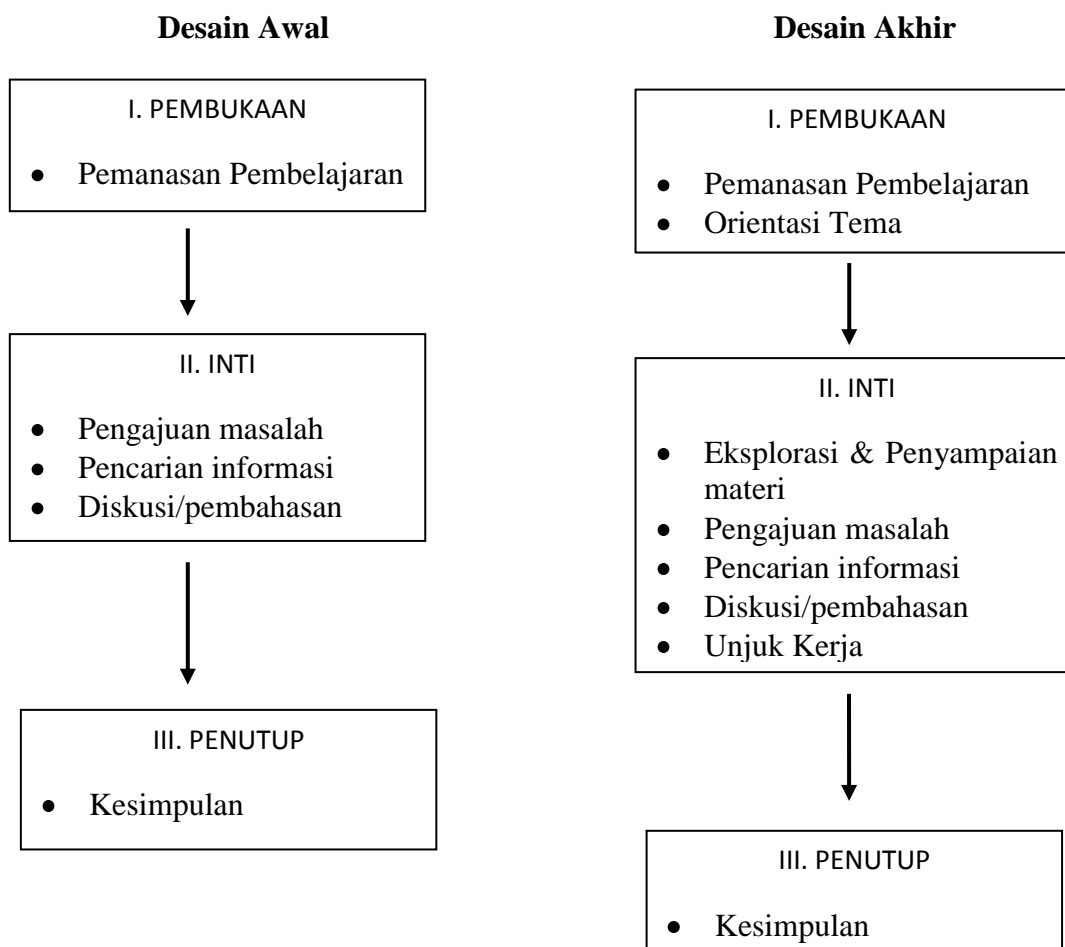 Desain Awal
I. PEMBUKAAN
• Pemanasan Pembelajaran
II. INTI
• Pengajuan masalah
• Pencarian informasi
• Diskusi/pembahasan
III. PENUTUP
• Kesimpulan
Desain Akhir
I. PEMBUKAAN
• Pemanasan Pembelajaran
• Orientasi Tema
II. INTI
• Eksplorasi & Penyampaian
materi
• Pengajuan masalah
• Pencarian informasi
• Diskusi/pembahasan
• Unjuk Kerja
III. PENUTUP
• Kesimpulan